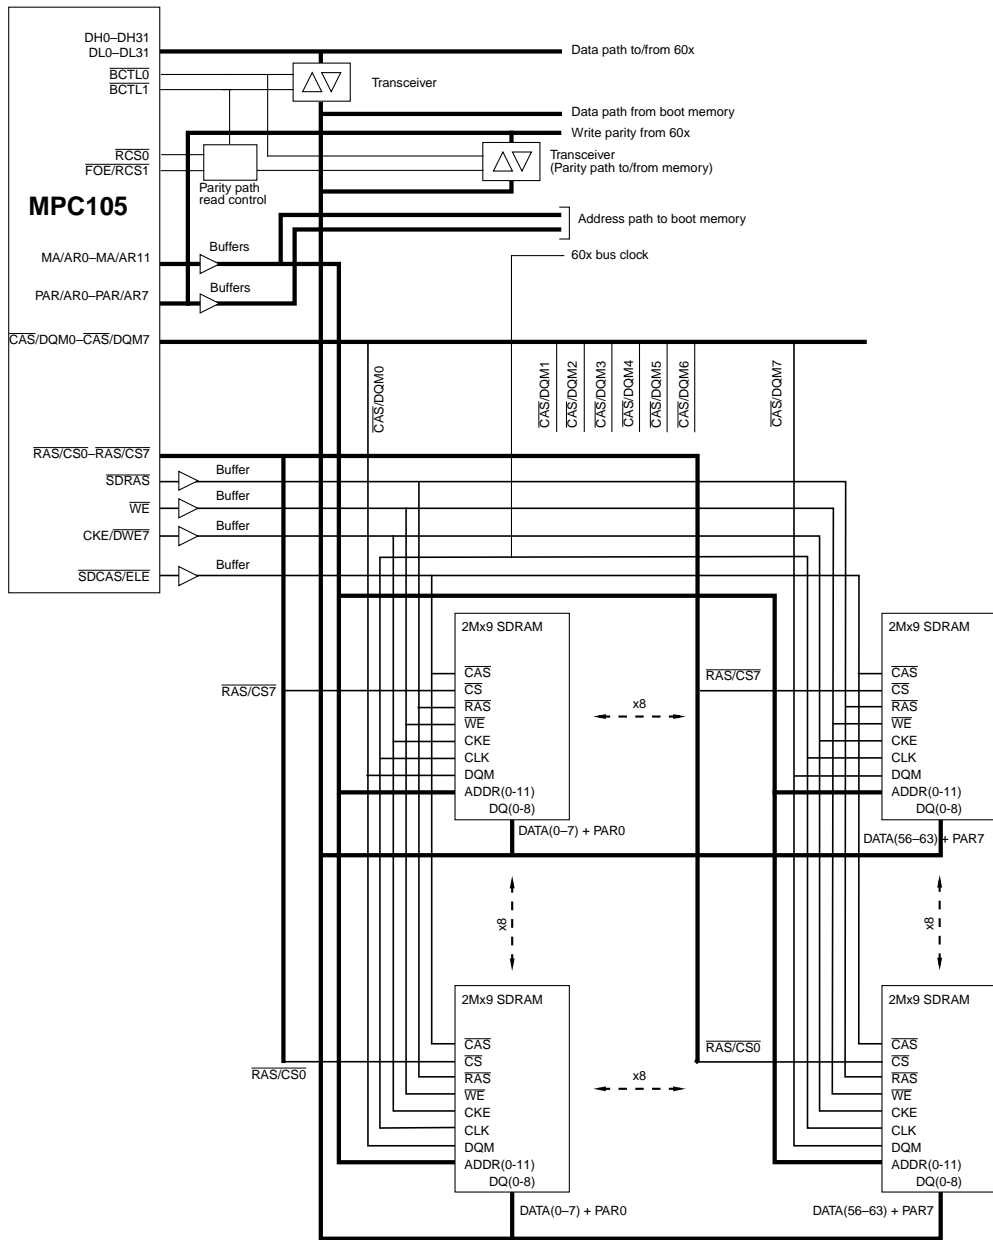 DH0–DH31
DL0–DL31
Data path to/from 60x
BCTL0
BCTL1
Transceiver
Data path from boot memory
Write parity from 60x
RCS0
FOE/RCS1
Parity path
read control
Transceiver
(Parity path to/from memory)
MPC105
Address path to boot memory
MA/AR0–MA/AR11
Buffers
60x bus clock
PAR/AR0–PAR/AR7
Buffers
CAS/DQM0–CAS/DQM7
CAS/DQM0
CAS/DQM1
CAS/DQM2
CAS/DQM3
CAS/DQM4
CAS/DQM5
CAS/DQM6
CAS/DQM7
RAS/CS0–RAS/CS7
SDRAS
Buffer
WE
Buffer
CKE/DWE7
Buffer
SDCAS/ELE
Buffer
2Mx9 SDRAM
CAS
CS
RAS
WE
CKE
CLK
DQM
ADDR(0-11)
DQ(0-8)
RAS/CS7
x8
DATA(0–7) + PAR0
2Mx9 SDRAM
CAS
CS
RAS
WE
CKE
CLK
DQM
ADDR(0-11)
DQ(0-8)
RAS/CS7
DATA(56–63) + PAR7
x8
x8
2Mx9 SDRAM
CAS
CS
RAS
WE
CKE
CLK
DQM
ADDR(0-11)
DQ(0-8)
RAS/CS0
x8
DATA(0–7) + PAR0
2Mx9 SDRAM
CAS
CS
RAS
WE
CKE
CLK
DQM
ADDR(0-11)
DQ(0-8)
RAS/CS0
DATA(56–63) + PAR7